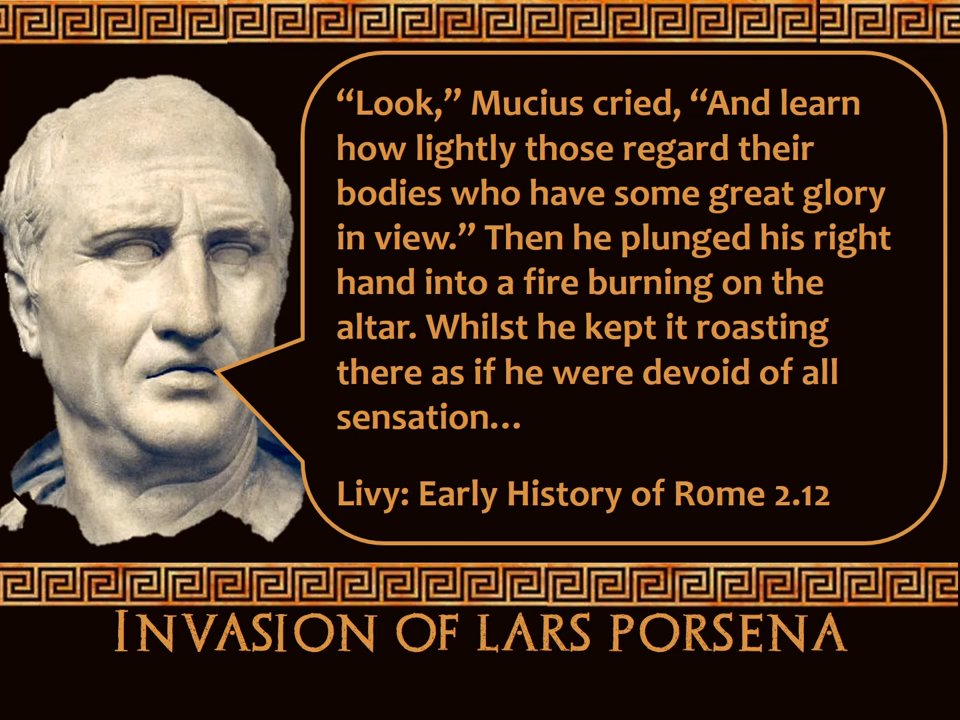 “Look,” Mucius cried, “And learn
how lightly those regard their
bodies who have some great glory
in view.” Then he plunged his right
hand into a fire burning on the
altar. Whilst he kept it roasting
there as if he were devoid of all
sensation…
Livy: Early History of R0me 2.12
Invasion of lars porsena